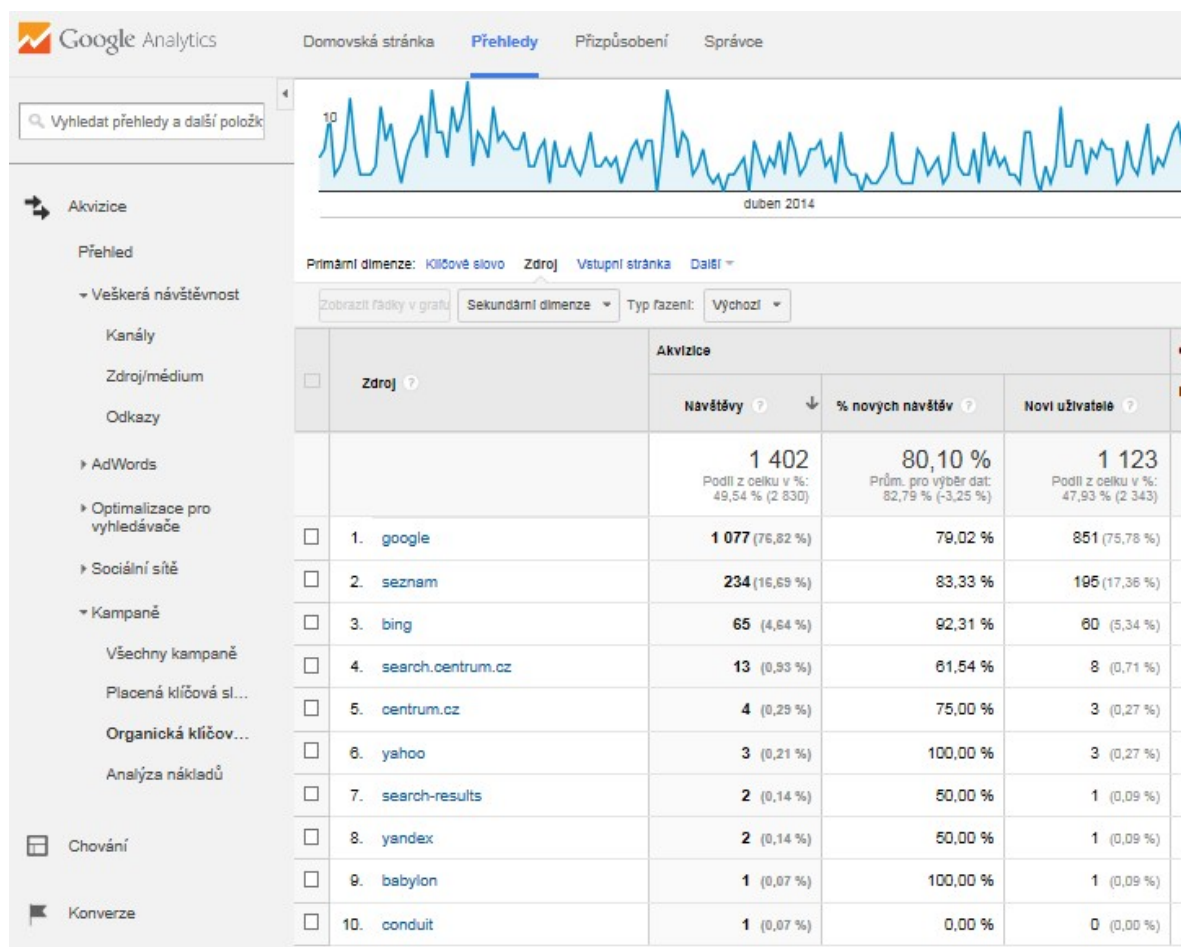 Google Analytics
Domovská stránka Přehledy Přizpůsobení Správce
Vyhledat přehledy a další položk
Akvizice
Přehled
Veškerá návštěvnost
Kanály
Zdroj/médium
Odkazy
AdWords
Optimalizace pro
vyhledávače
Sociální sítě
Kampaně
Všechny kampaně
Placená klíčová sl...
Organická klíčov...
Analýza nákladů
Chování
Konverze
10
duben 2014
Primární dimenze: Klíčové slovo Zdroj Vstupní stránka Další
Zobrazit řádky v grafu Sekundární dimenze Typ řazení: Výchozí
Akvizice
Zdroj ? Návštěvy ? % nových návštěv ? Noví uživatelé ?
1 402 80,10 % 1 123
Podíl z celku v %: Prům. pro výběr dat: Podíl z celku v %:
49,54 % (2 830) 82,79 % (-3,25 %) 47,93 % (2 343)
1. google 1 077 (76,82 %) 79,02 % 851 (75,78 %)
2. seznam 234 (16,69 %) 83,33 % 195 (17,36 %)
3. bing 65 (4,64 %) 92,31 % 60 (5,34 %)
4. search.centrum.cz 13 (0,93 %) 61,54 % 8 (0,71 %)
5. centrum.cz 4 (0,29 %) 75,00 % 3 (0,27 %)
6. yahoo 3 (0,21 %) 100,00 % 3 (0,27 %)
7. search-results 2 (0,14 %) 50,00 % 1 (0,09 %)
8. yandex 2 (0,14 %) 50,00 % 1 (0,09 %)
9. babylon 1 (0,07 %) 100,00 % 1 (0,09 %)
10. conduit 1 (0,07 %) 0,00 % 0 (0,00 %)